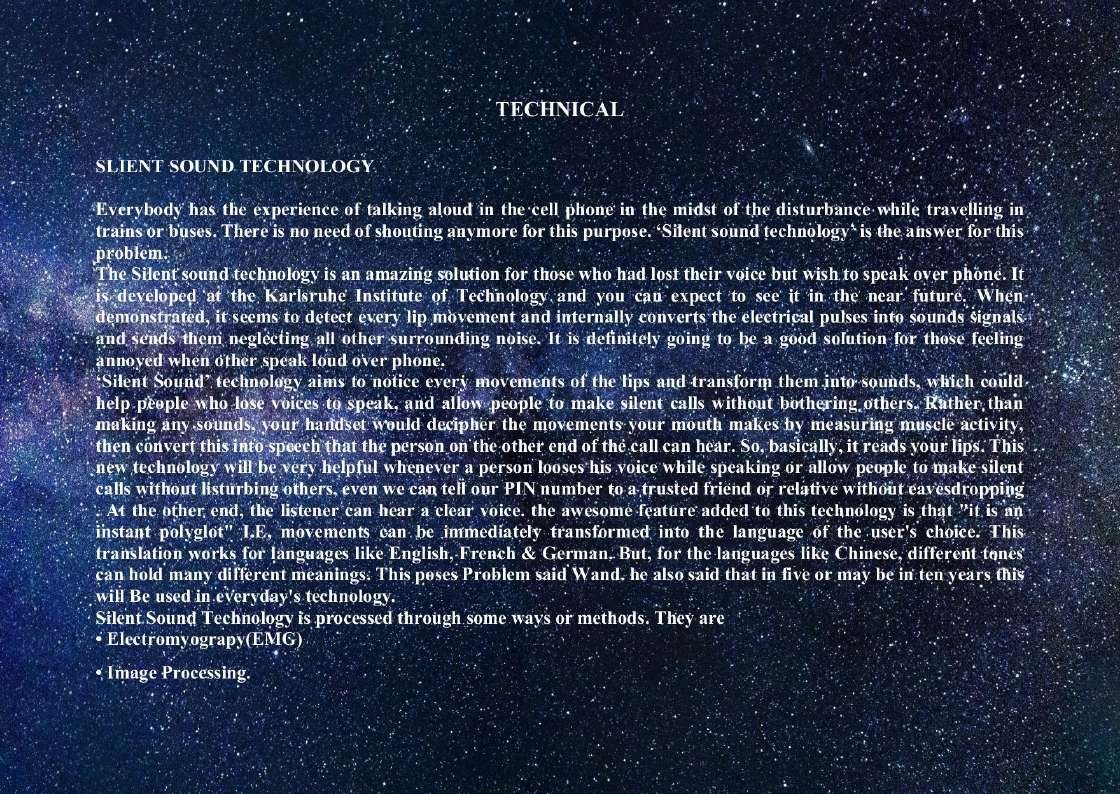 TECHNICAL
SLIENT SOUND TECHNOLOGY
Everybody has the experience of talking aloud in the cell phone in the midst of the disturbance while travelling in
trains or buses. There is no need of shouting anymore for this purpose. ‘Silent sound technology‘ is the answer for this
problem.
The Silent sound technology is an amazing solution for those who had lost their voice but wish to speak over phone. It
is developed at the Karlsruhe Institute of Technology and you can expect to see it in the near future. When
demonstrated, it seems to detect every lip movement and internally converts the electrical pulses into sounds signals
and sends them neglecting all other surrounding noise. It is definitely going to be a good solution for those feeling
annoyed when other speak loud over phone.
‘Silent Sound’ technology aims to notice every movements of the lips and transform them into sounds, which could
help people who lose voices to speak, and allow people to make silent calls without bothering others. Rather than
making any sounds, your handset would decipher the movements your mouth makes by measuring muscle activity,
then convert this into speech that the person on the other end of the call can hear. So, basically, it reads your lips. This
new technology will be very helpful whenever a person looses his voice while speaking or allow people to make silent
calls without listurbing others, even we can tell our PIN number to a trusted friend or relative without eavesdropping
. At the other end, the listener can hear a clear voice. the awesome feature added to this technology is that "it is an
instant polyglot" I.E, movements can be immediately transformed into the language of the user's choice. This
translation works for languages like English, French & German. But, for the languages like Chinese, different tones
can hold many different meanings. This poses Problem said Wand. he also said that in five or may be in ten years this
will Be used in everyday's technology.
Silent Sound Technology is processed through some ways or methods. They are
• Electromyograpy(EMG)
• Image Processing.